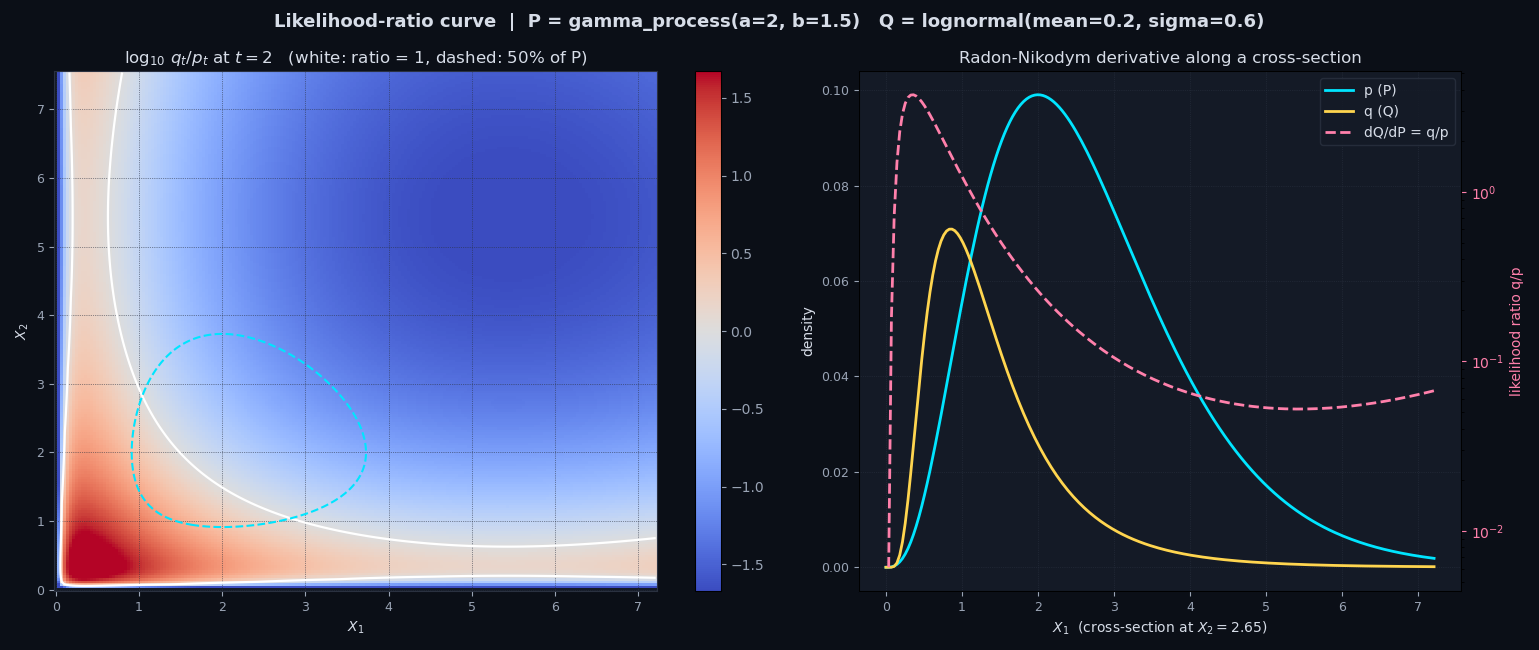 Likelihood-ratio curve | P = gamma_process(a=2, b=1.5) Q = lognormal(mean=0.2, sigma=0.6)
log₁₀ qₜ/pₜ at t = 2 (white: ratio = 1, dashed: 50% of P)
7
6
5
4
3
2
1
0
X₂
0 1 2 3 4 5 6 7
X₁
1.5
1.0
0.5
0.0
−0.5
−1.0
−1.5
Radon-Nikodym derivative along a cross-section
p (P)
q (Q)
dQ/dP = q/p
0.10
0.08
0.06
0.04
0.02
0.00
density
0 1 2 3 4 5 6 7
X₁ (cross-section at X₂ = 2.65)
10⁰
10⁻¹
10⁻²
likelihood ratio q/p